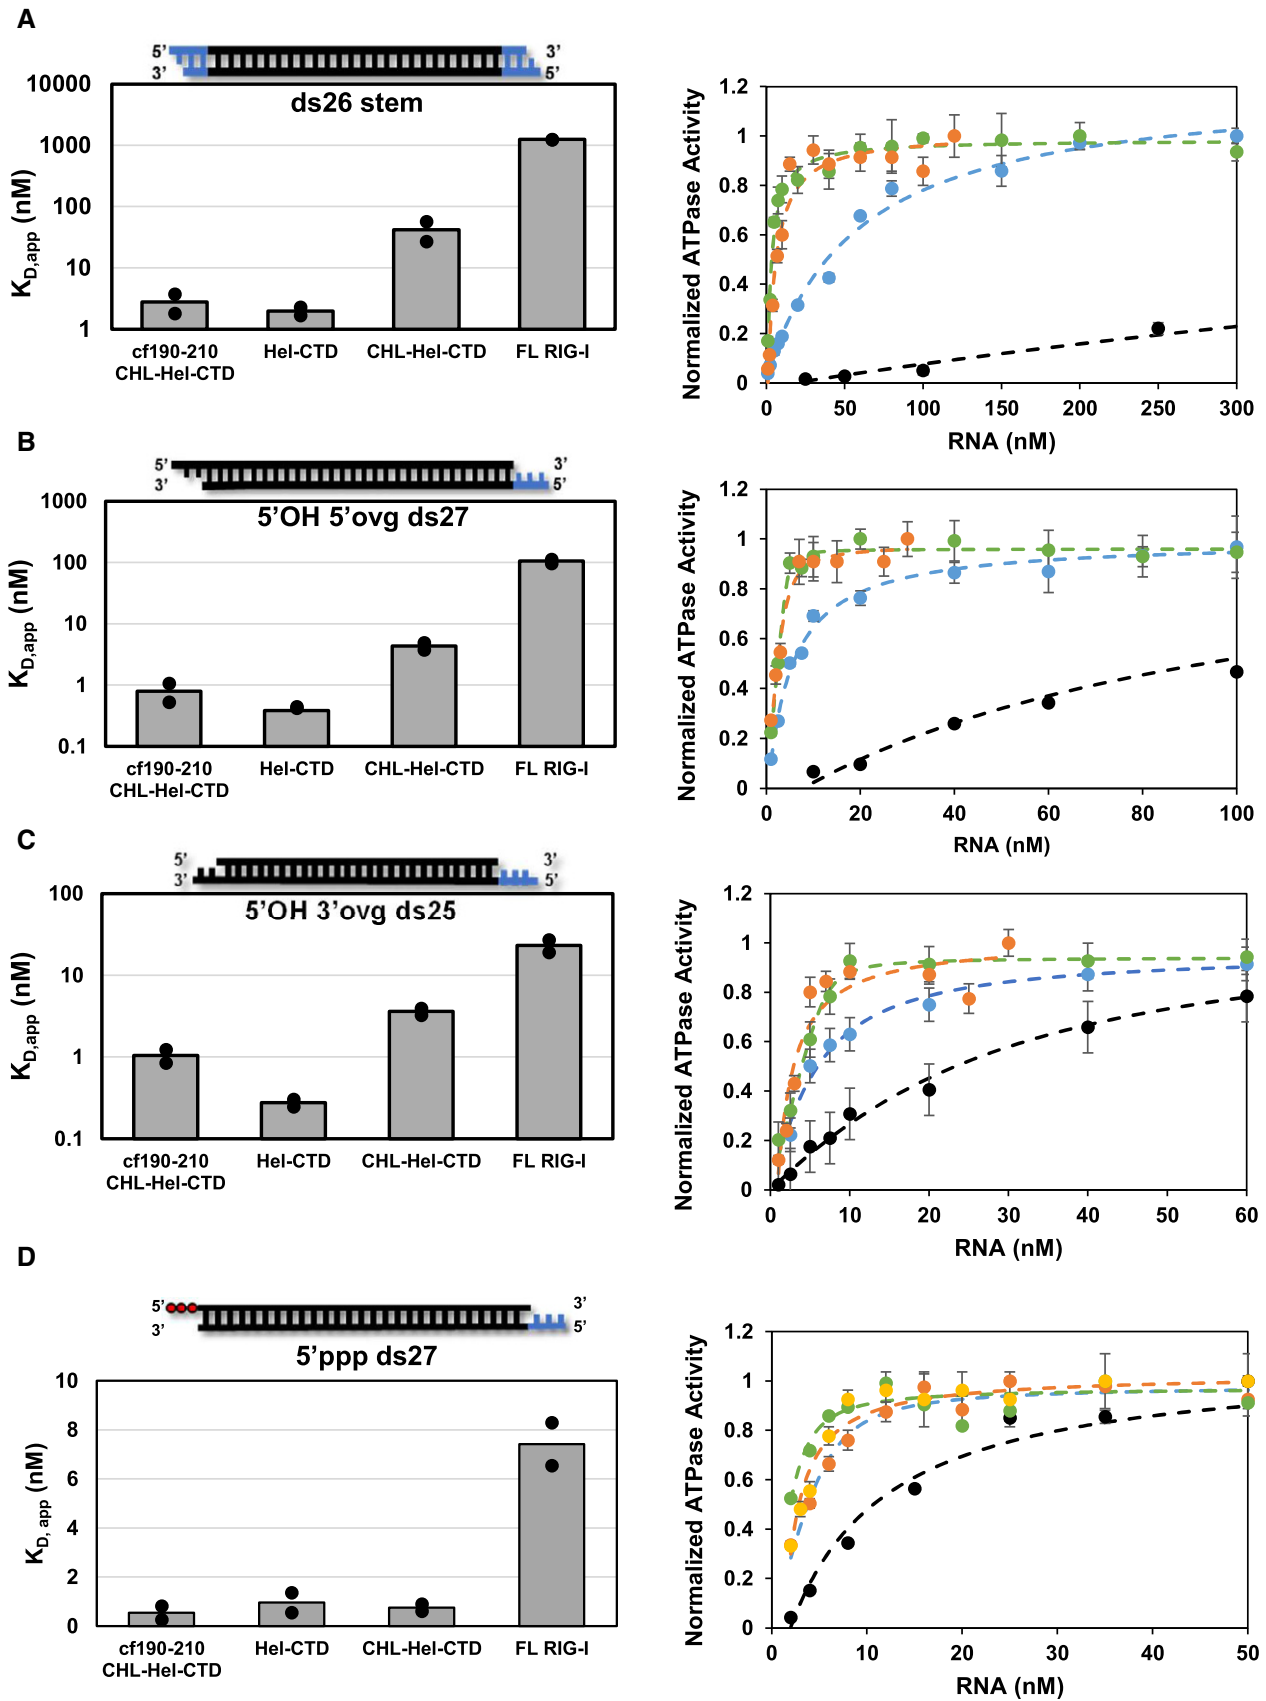 A
5’ 3’
3’ 5’
ds26 stem
10000
1000
100
10
1
K_D,app (nM)
cf190-210 CHL-Hel-CTD
Hel-CTD
CHL-Hel-CTD
FL RIG-I
Normalized ATPase Activity
1.2
1
0.8
0.6
0.4
0.2
0
0 50 100 150 200 250 300
RNA (nM)
B
5’ 3’
3’ 5’
5’OH 5’ovg ds27
1000
100
10
1
0.1
K_D,app (nM)
cf190-210 CHL-Hel-CTD
Hel-CTD
CHL-Hel-CTD
FL RIG-I
Normalized ATPase Activity
1.2
1
0.8
0.6
0.4
0.2
0
0 20 40 60 80 100
RNA (nM)
C
5’ 3’
3’ 5’
5’OH 3’ovg ds25
100
10
1
0.1
K_D,app (nM)
cf190-210 CHL-Hel-CTD
Hel-CTD
CHL-Hel-CTD
FL RIG-I
Normalized ATPase Activity
1.2
1
0.8
0.6
0.4
0.2
0
0 10 20 30 40 50 60
RNA (nM)
D
5’ 3’
3’ 5’
5’ppp ds27
10
8
6
4
2
0
K_D, app (nM)
cf190-210 CHL-Hel-CTD
Hel-CTD
CHL-Hel-CTD
FL RIG-I
Normalized ATPase Activity
1.2
1
0.8
0.6
0.4
0.2
0
0 10 20 30 40 50
RNA (nM)